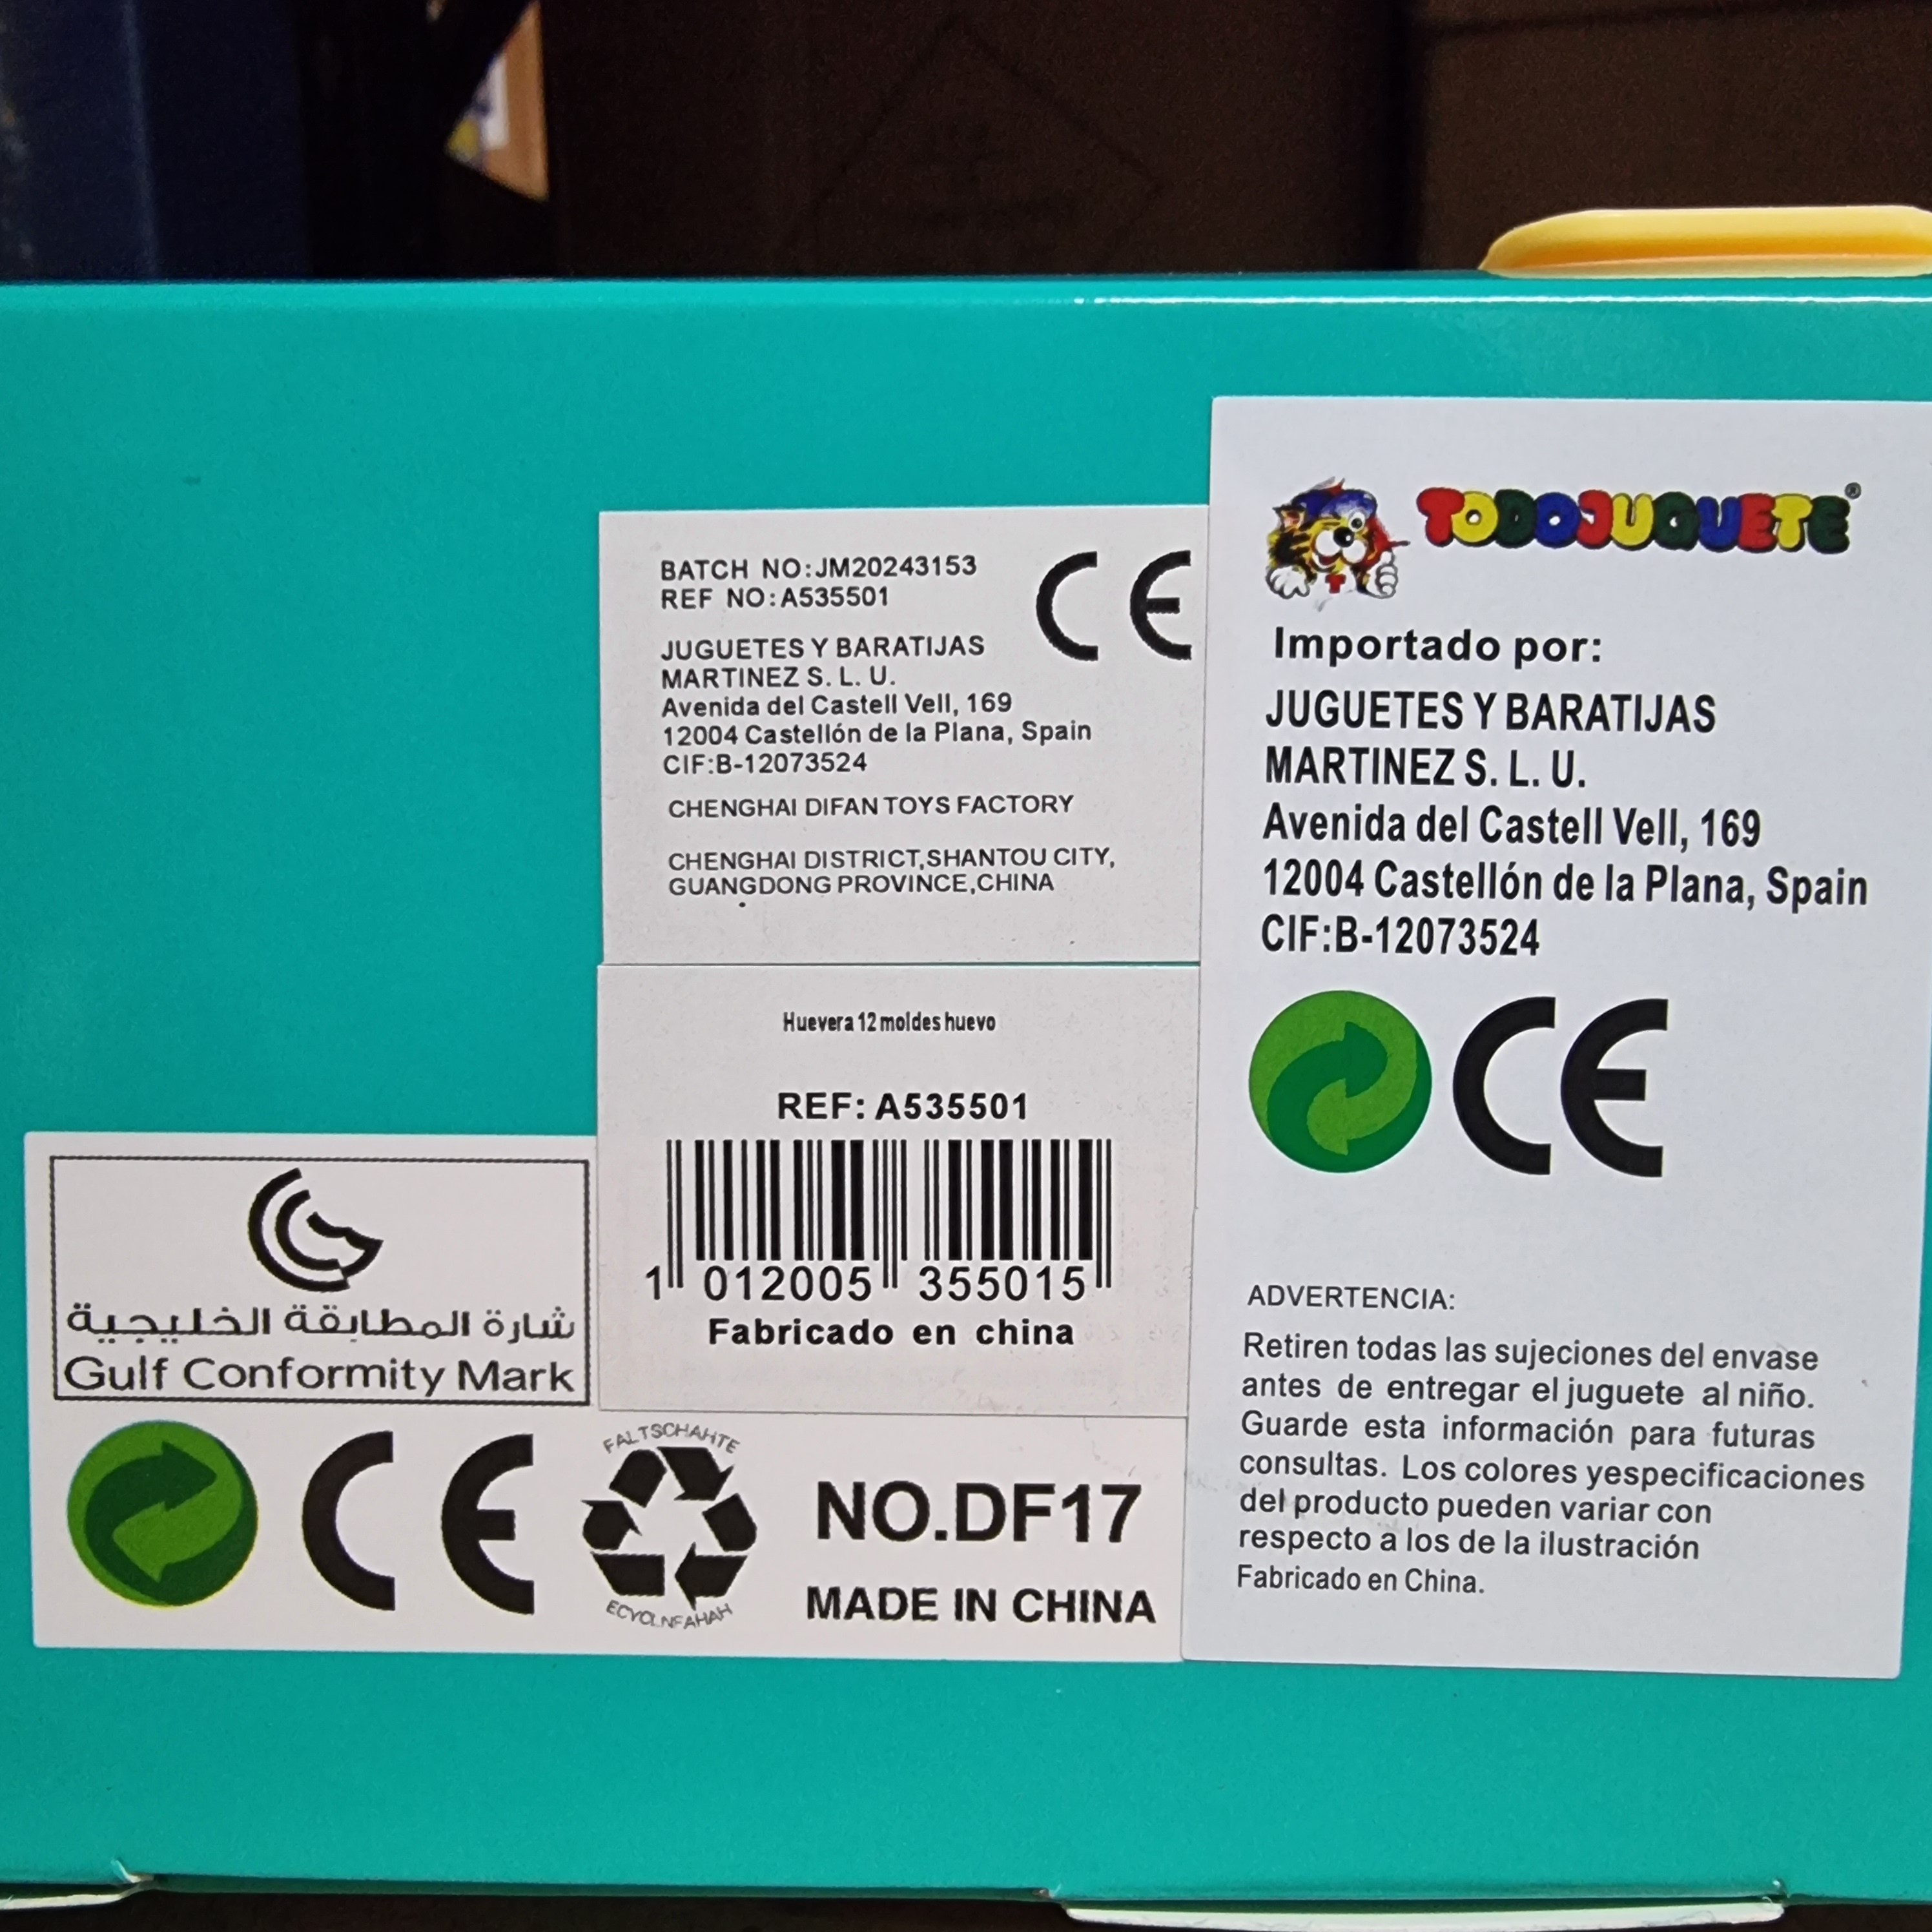 BATCH NO:JM20243153
REF NO:A535501
JUGUETES Y BARATIJAS
MARTINEZ S. L. U.
Avenida del Castell Vell, 169
12004 Castellón de la Plana, Spain
CIF:B-12073524
CHENGHAI DIFAN TOYS FACTORY
CHENGHAI DISTRICT,SHANTOU CITY,
GUANGDONG PROVINCE,CHINA
CE
Huevera 12 moldes huevo
REF: A535501
1 012005 355015
Fabricado en china
شارة المطابقة الخليجية
Gulf Conformity Mark
CE
FALTSCHAHTE
ECYCLNFAHAH
NO.DF17
MADE IN CHINA
TODOJUGUETE®
Importado por:
JUGUETES Y BARATIJAS
MARTINEZ S. L. U.
Avenida del Castell Vell, 169
12004 Castellón de la Plana, Spain
CIF:B-12073524
CE
ADVERTENCIA:
Retiren todas las sujeciones del envase
antes de entregar el juguete al niño.
Guarde esta información para futuras
consultas. Los colores yespecificaciones
del producto pueden variar con
respecto a los de la ilustración
Fabricado en China.